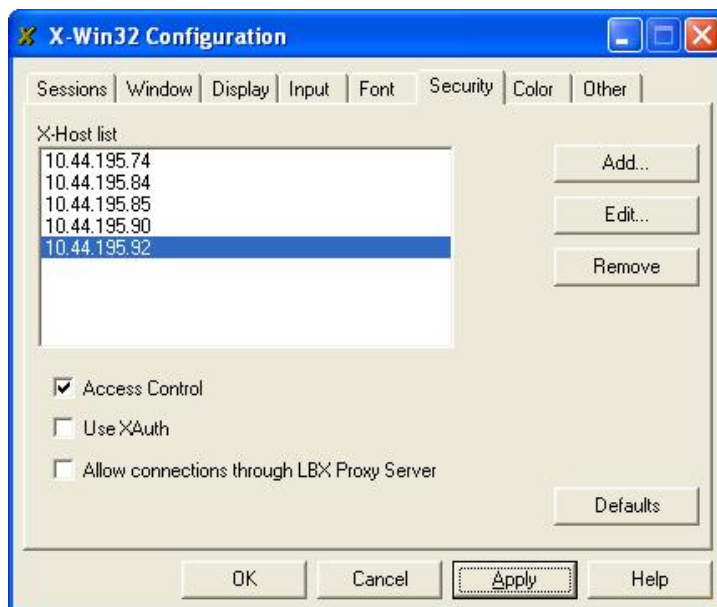 X-Win32 Configuration
Sessions Window Display Input Font Security Color Other
X-Host list
10.44.195.74
10.44.195.84
10.44.195.85
10.44.195.90
10.44.195.92
Add...
Edit...
Remove
Access Control
Use XAuth
Allow connections through LBX Proxy Server
Defaults
OK Cancel Apply Help